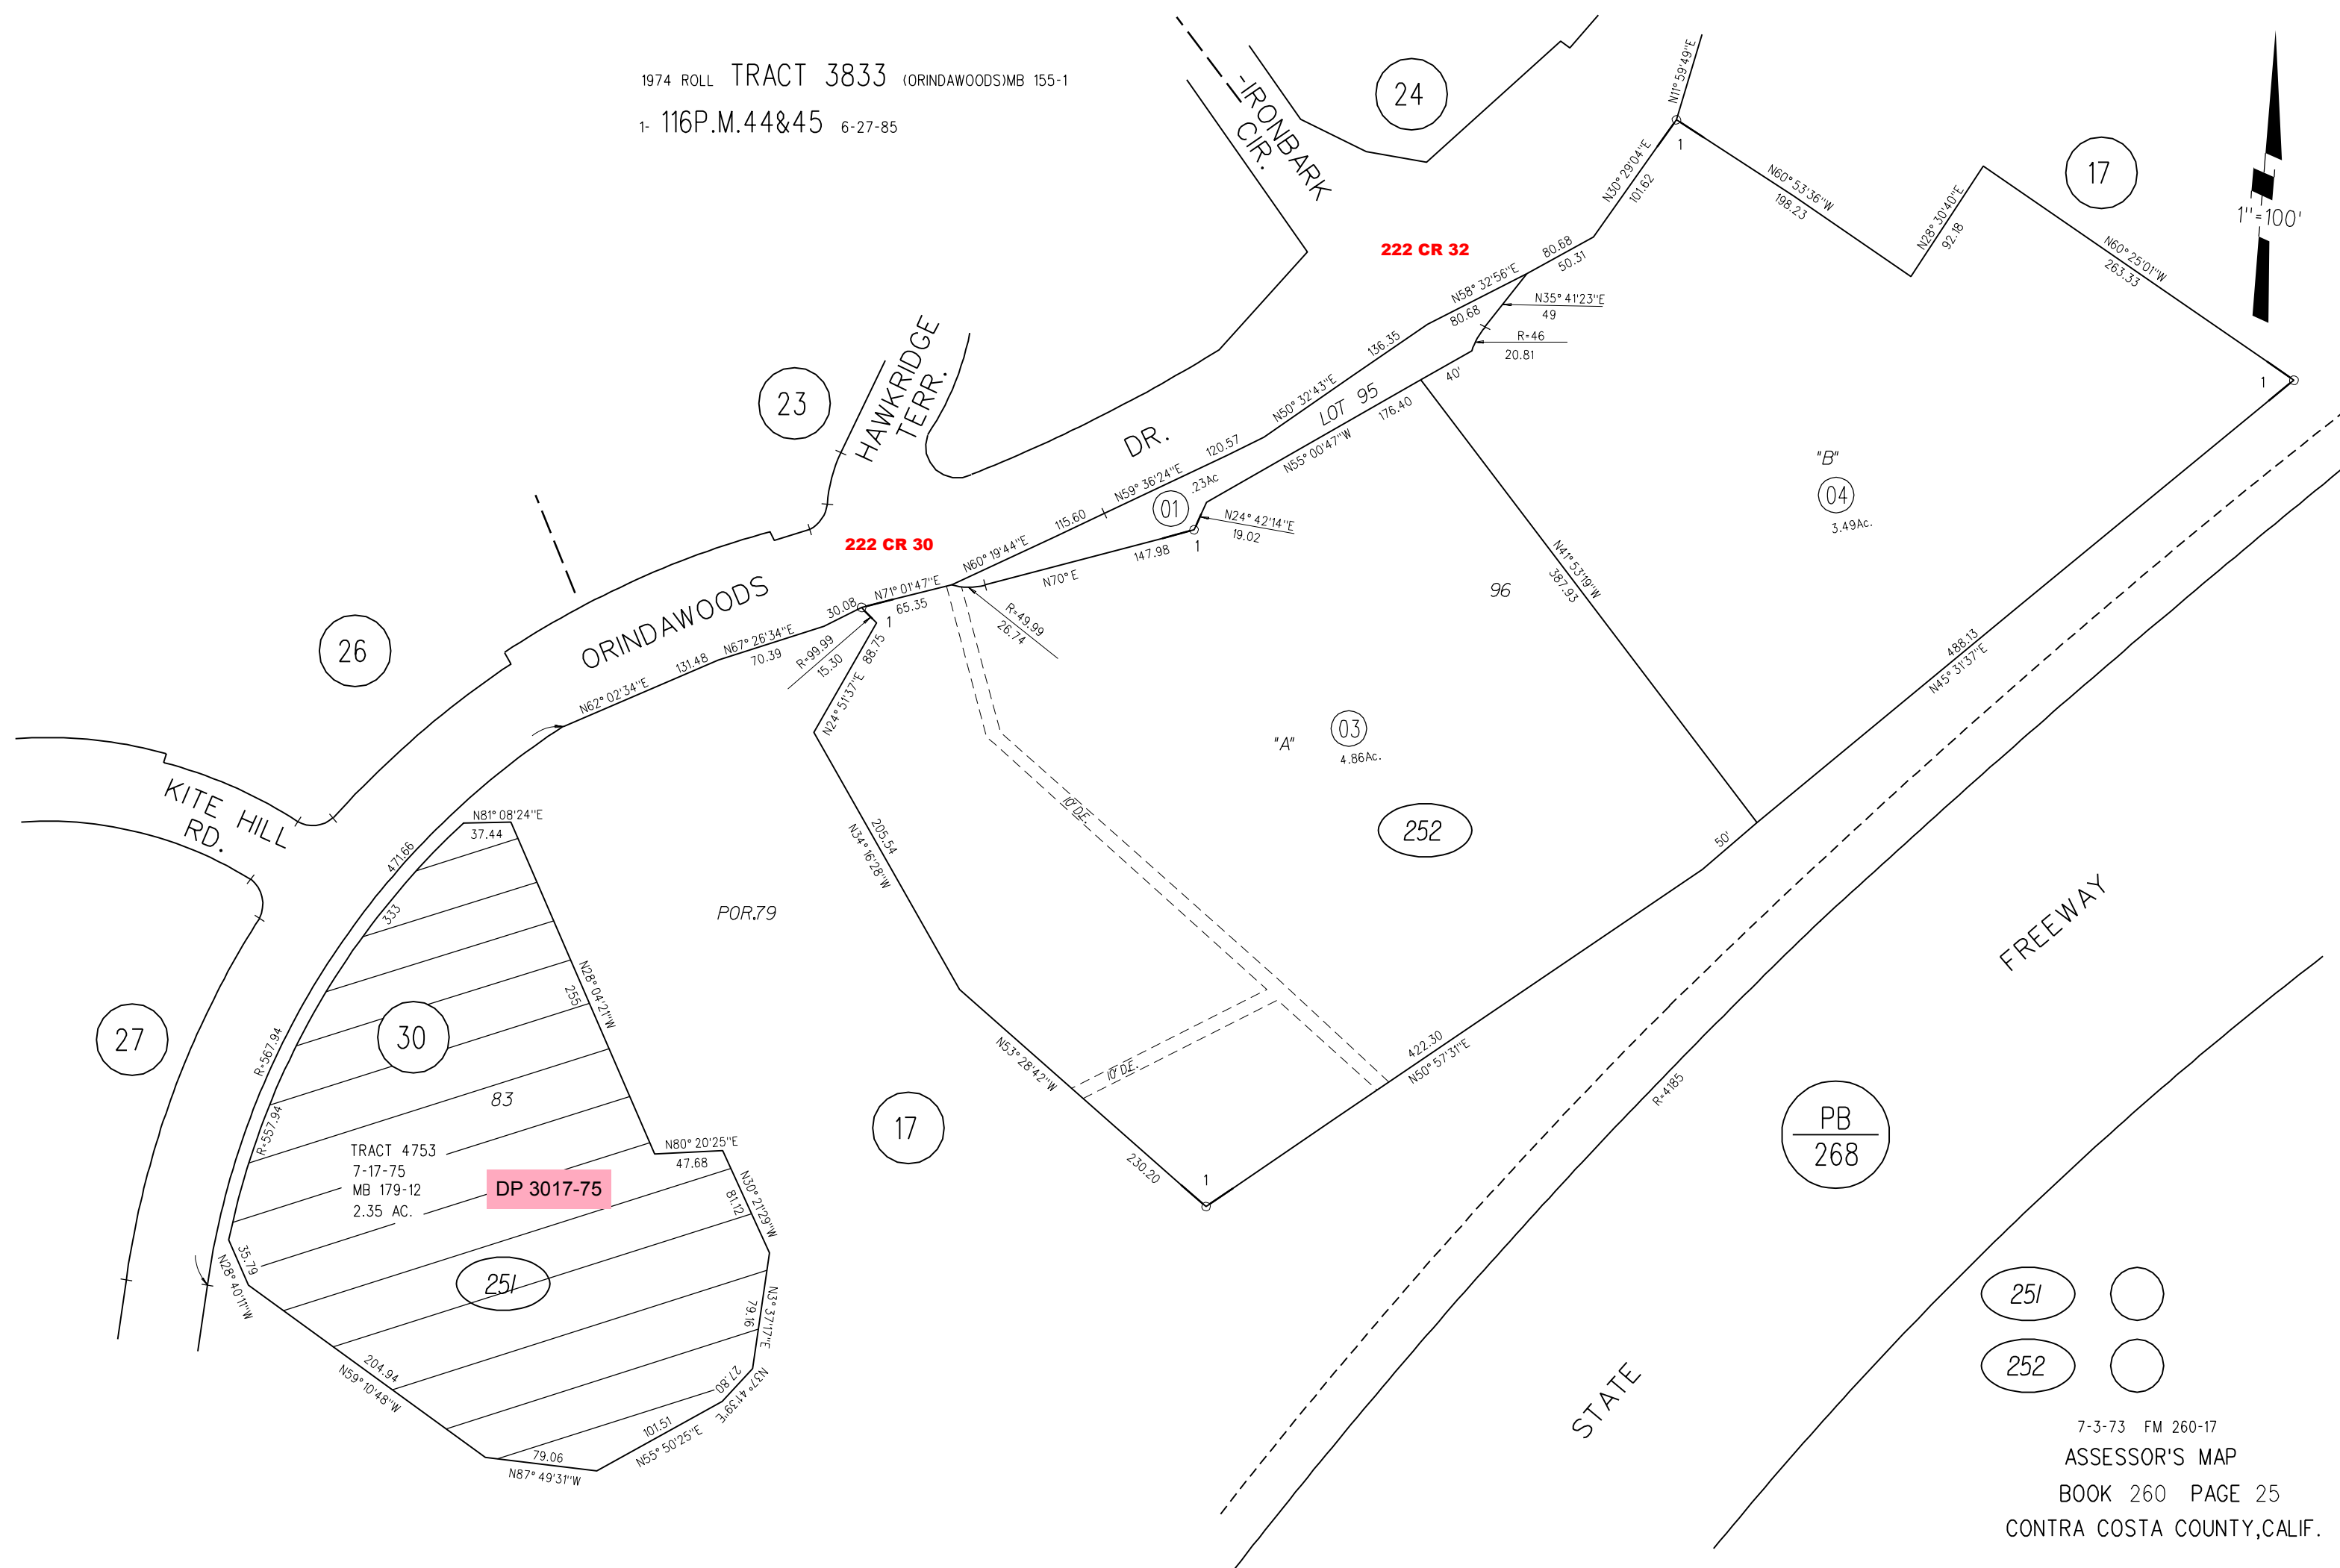 1974 ROLL TRACT 3833 (ORINDAWOODS)MB 155-1
1- 116P.M.44&45 6-27-85
-IRONBARK
CIR.
24
N11°59'49"E
1
17
1"=100'
N30°29'04"E
101.62
N60°53'36"W
198.23
N28°30'40"E
92.18
N60°25'01"W
263.33
1
222 CR 32
80.68
50.31
N58°32'56"E
80.68
N35°41'23"E
49
R=46
20.81
136.35
40'
N50°32'43"E
LOT 95
176.40
N55°00'47"W
HAWKRIDGE
TERR.
23
DR.
120.57
N59°36'24"E
.23Ac
01
N24°42'14"E
19.02
1
115.60
222 CR 30
N60°19'44"E
147.98
N70°E
"B"
04
3.49Ac.
N41°53'19"W
387.93
96
ORINDAWOODS
26
N71°01'47"E
65.35
30.08
1
R=49.99
26.74
N67°26'34"E
70.39
131.48
R=99.99
15.30
88.75
N24°51'37"E
N62°02'34"E
488.13
N45°31'37"E
"A"
03
4.86Ac.
252
10' D.E.
205.54
N34°16'28"W
KITE HILL
RD.
N81°08'24"E
37.44
471.66
333
50'
POR.79
FREEWAY
N28°04'21"W
255
27
30
R=567.94
R=557.94
83
N53°28'42"W
230.20
10' D.E.
422.30
N50°57'31"E
R=4185
17
PB
268
TRACT 4753
7-17-75
MB 179-12
2.35 AC.
DP 3017-75
N80°20'25"E
47.68
N30°21'29"W
81.12
1
35.79
N28°40'11"W
251
N3°37'17"E
79.16
27.80
N37°41'39"E
204.94
N59°10'48"W
101.51
N55°50'25"E
79.06
N87°49'31"W
STATE
251
252
7-3-73 FM 260-17
ASSESSOR'S MAP
BOOK 260 PAGE 25
CONTRA COSTA COUNTY,CALIF.